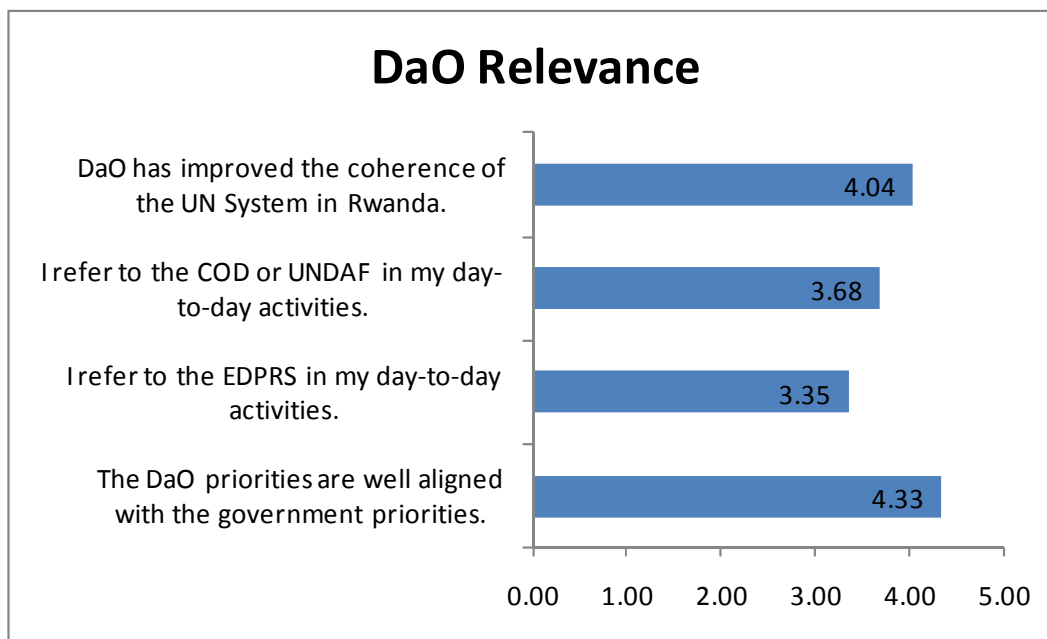 DaO Relevance
DaO has improved the coherence of
the UN System in Rwanda.
4.04
I refer to the COD or UNDAF in my day-
to-day activities.
3.68
I refer to the EDPRS in my day-to-day
activities.
3.35
The DaO priorities are well aligned
with the government priorities.
4.33
0.00 1.00 2.00 3.00 4.00 5.00